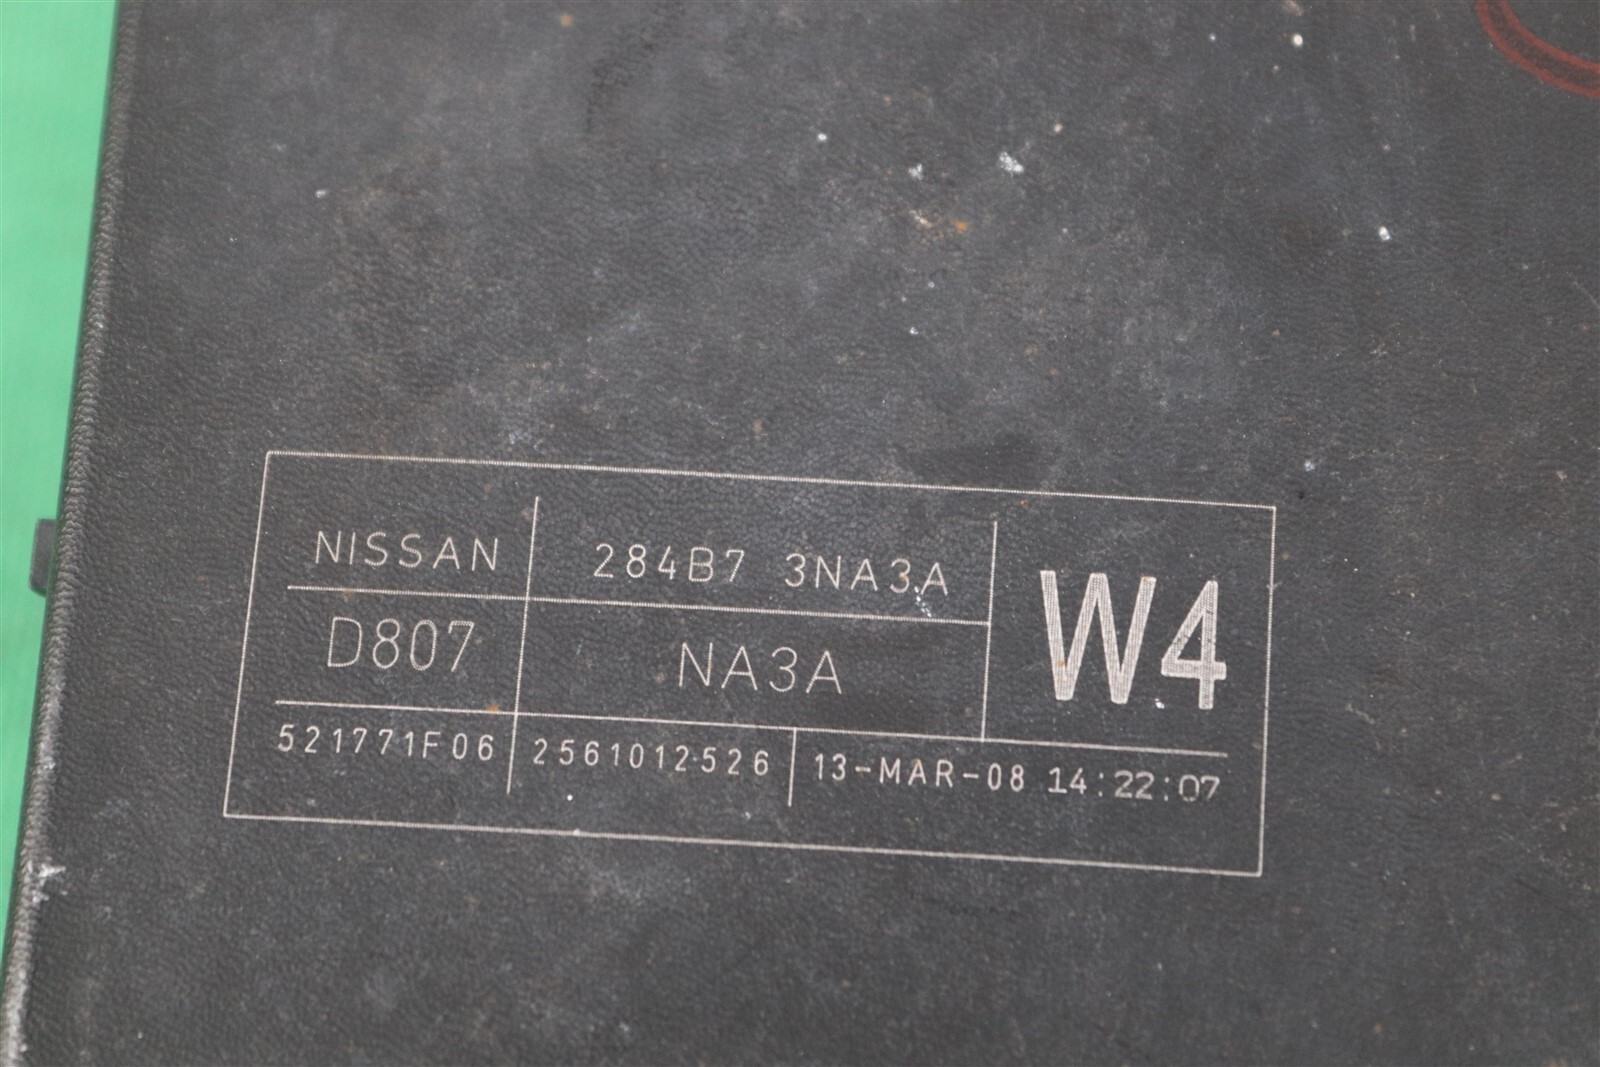 NISSAN 284B7 3NA3A
W4
D807 NA3A
521771F06 2561012526 13-MAR-08 14:22:07